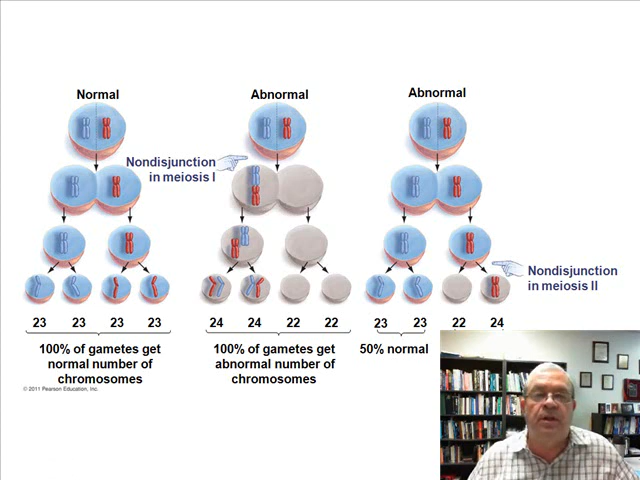 Normal
Abnormal
Abnormal
Nondisjunction
in meiosis I
Nondisjunction
in meiosis II
23 23 23 23
24 24 22 22
23 23 22 24
100% of gametes get
normal number of
chromosomes
100% of gametes get
abnormal number of
chromosomes
50% normal
© 2011 Pearson Education, Inc.